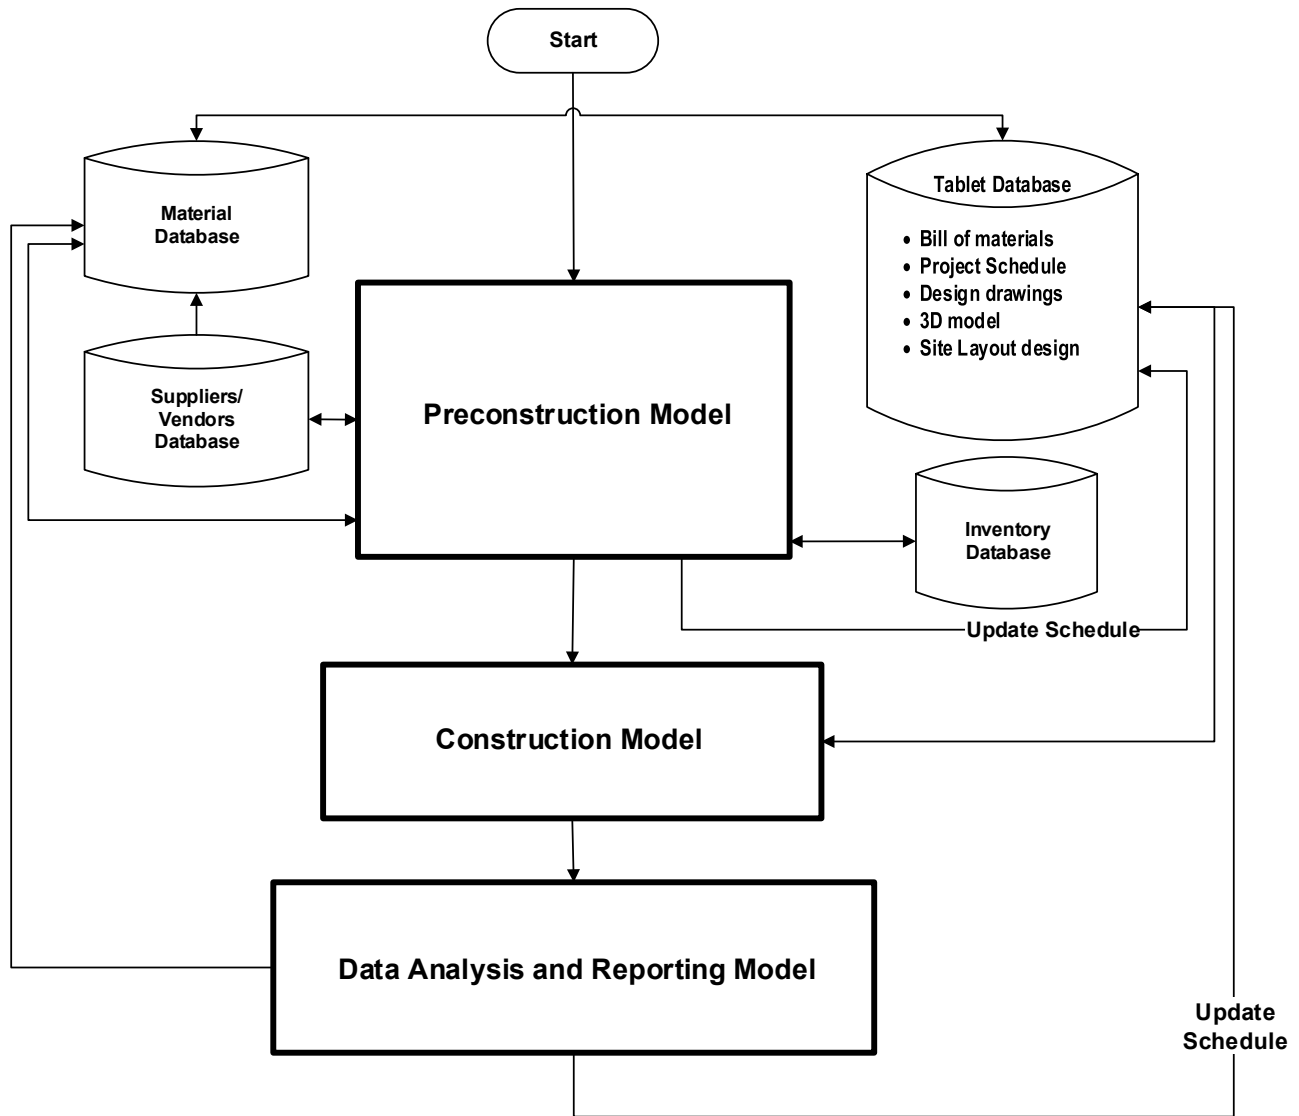 Start
Material
Database
Tablet Database
• Bill of materials
• Project Schedule
• Design drawings
• 3D model
• Site Layout design
Suppliers/
Vendors
Database
Preconstruction Model
Inventory
Database
Update Schedule
Construction Model
Data Analysis and Reporting Model
Update
Schedule